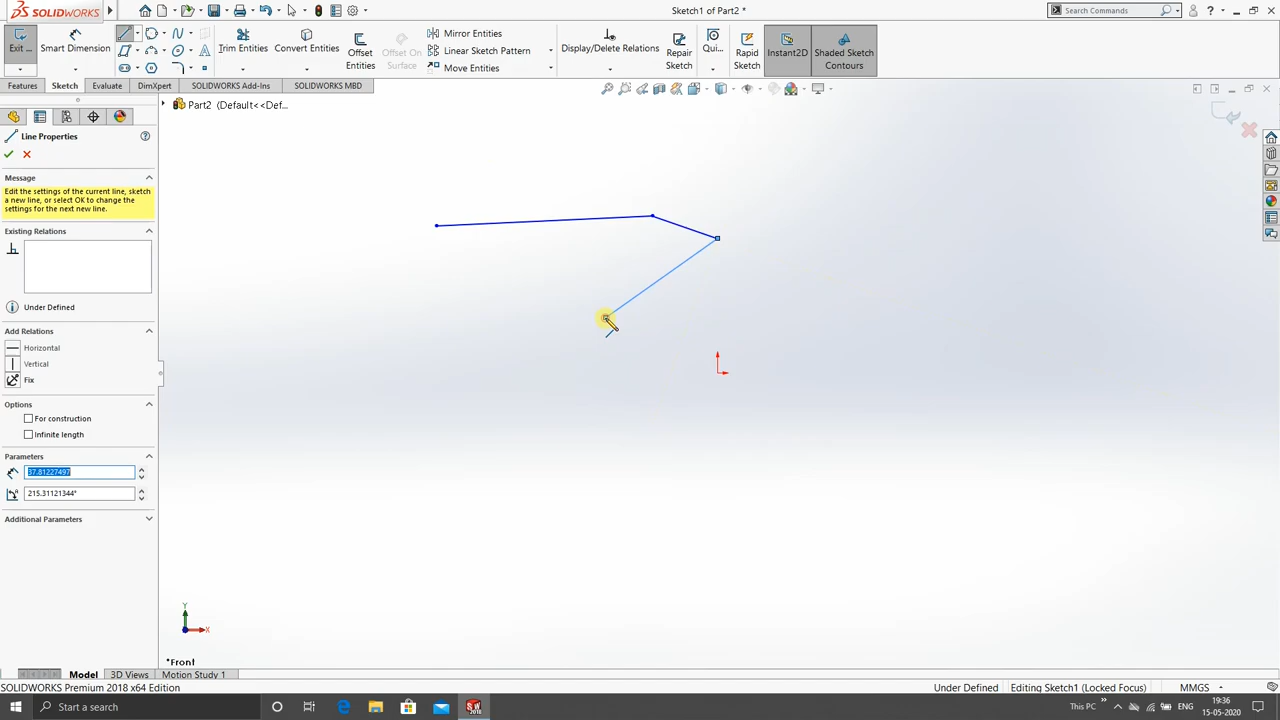 SOLIDWORKS
Sketch1 of Part2 *
Search Commands
Exit ...
Smart Dimension
Trim Entities
Convert Entities
Offset
Entities
Offset On
Surface
Mirror Entities
Linear Sketch Pattern
Move Entities
Display/Delete Relations
Repair
Sketch
Qui...
Rapid
Sketch
Instant2D
Shaded Sketch
Contours
Features
Sketch
Evaluate
DimXpert
SOLIDWORKS Add-Ins
SOLIDWORKS MBD
Part2 (Default<<Def...
Line Properties
Message
Edit the settings of the current line, sketch
a new line, or select OK to change the
settings for the next new line.
Existing Relations
Under Defined
Add Relations
Horizontal
Vertical
Fix
Options
For construction
Infinite length
Parameters
37.81227497
215.31121344°
Additional Parameters
Y
X
*Front
Model
3D Views
Motion Study 1
SOLIDWORKS Premium 2018 x64 Edition
Under Defined
Editing Sketch1 (Locked Focus)
MMGS
Start a search
This PC
19:36
15-05-2020